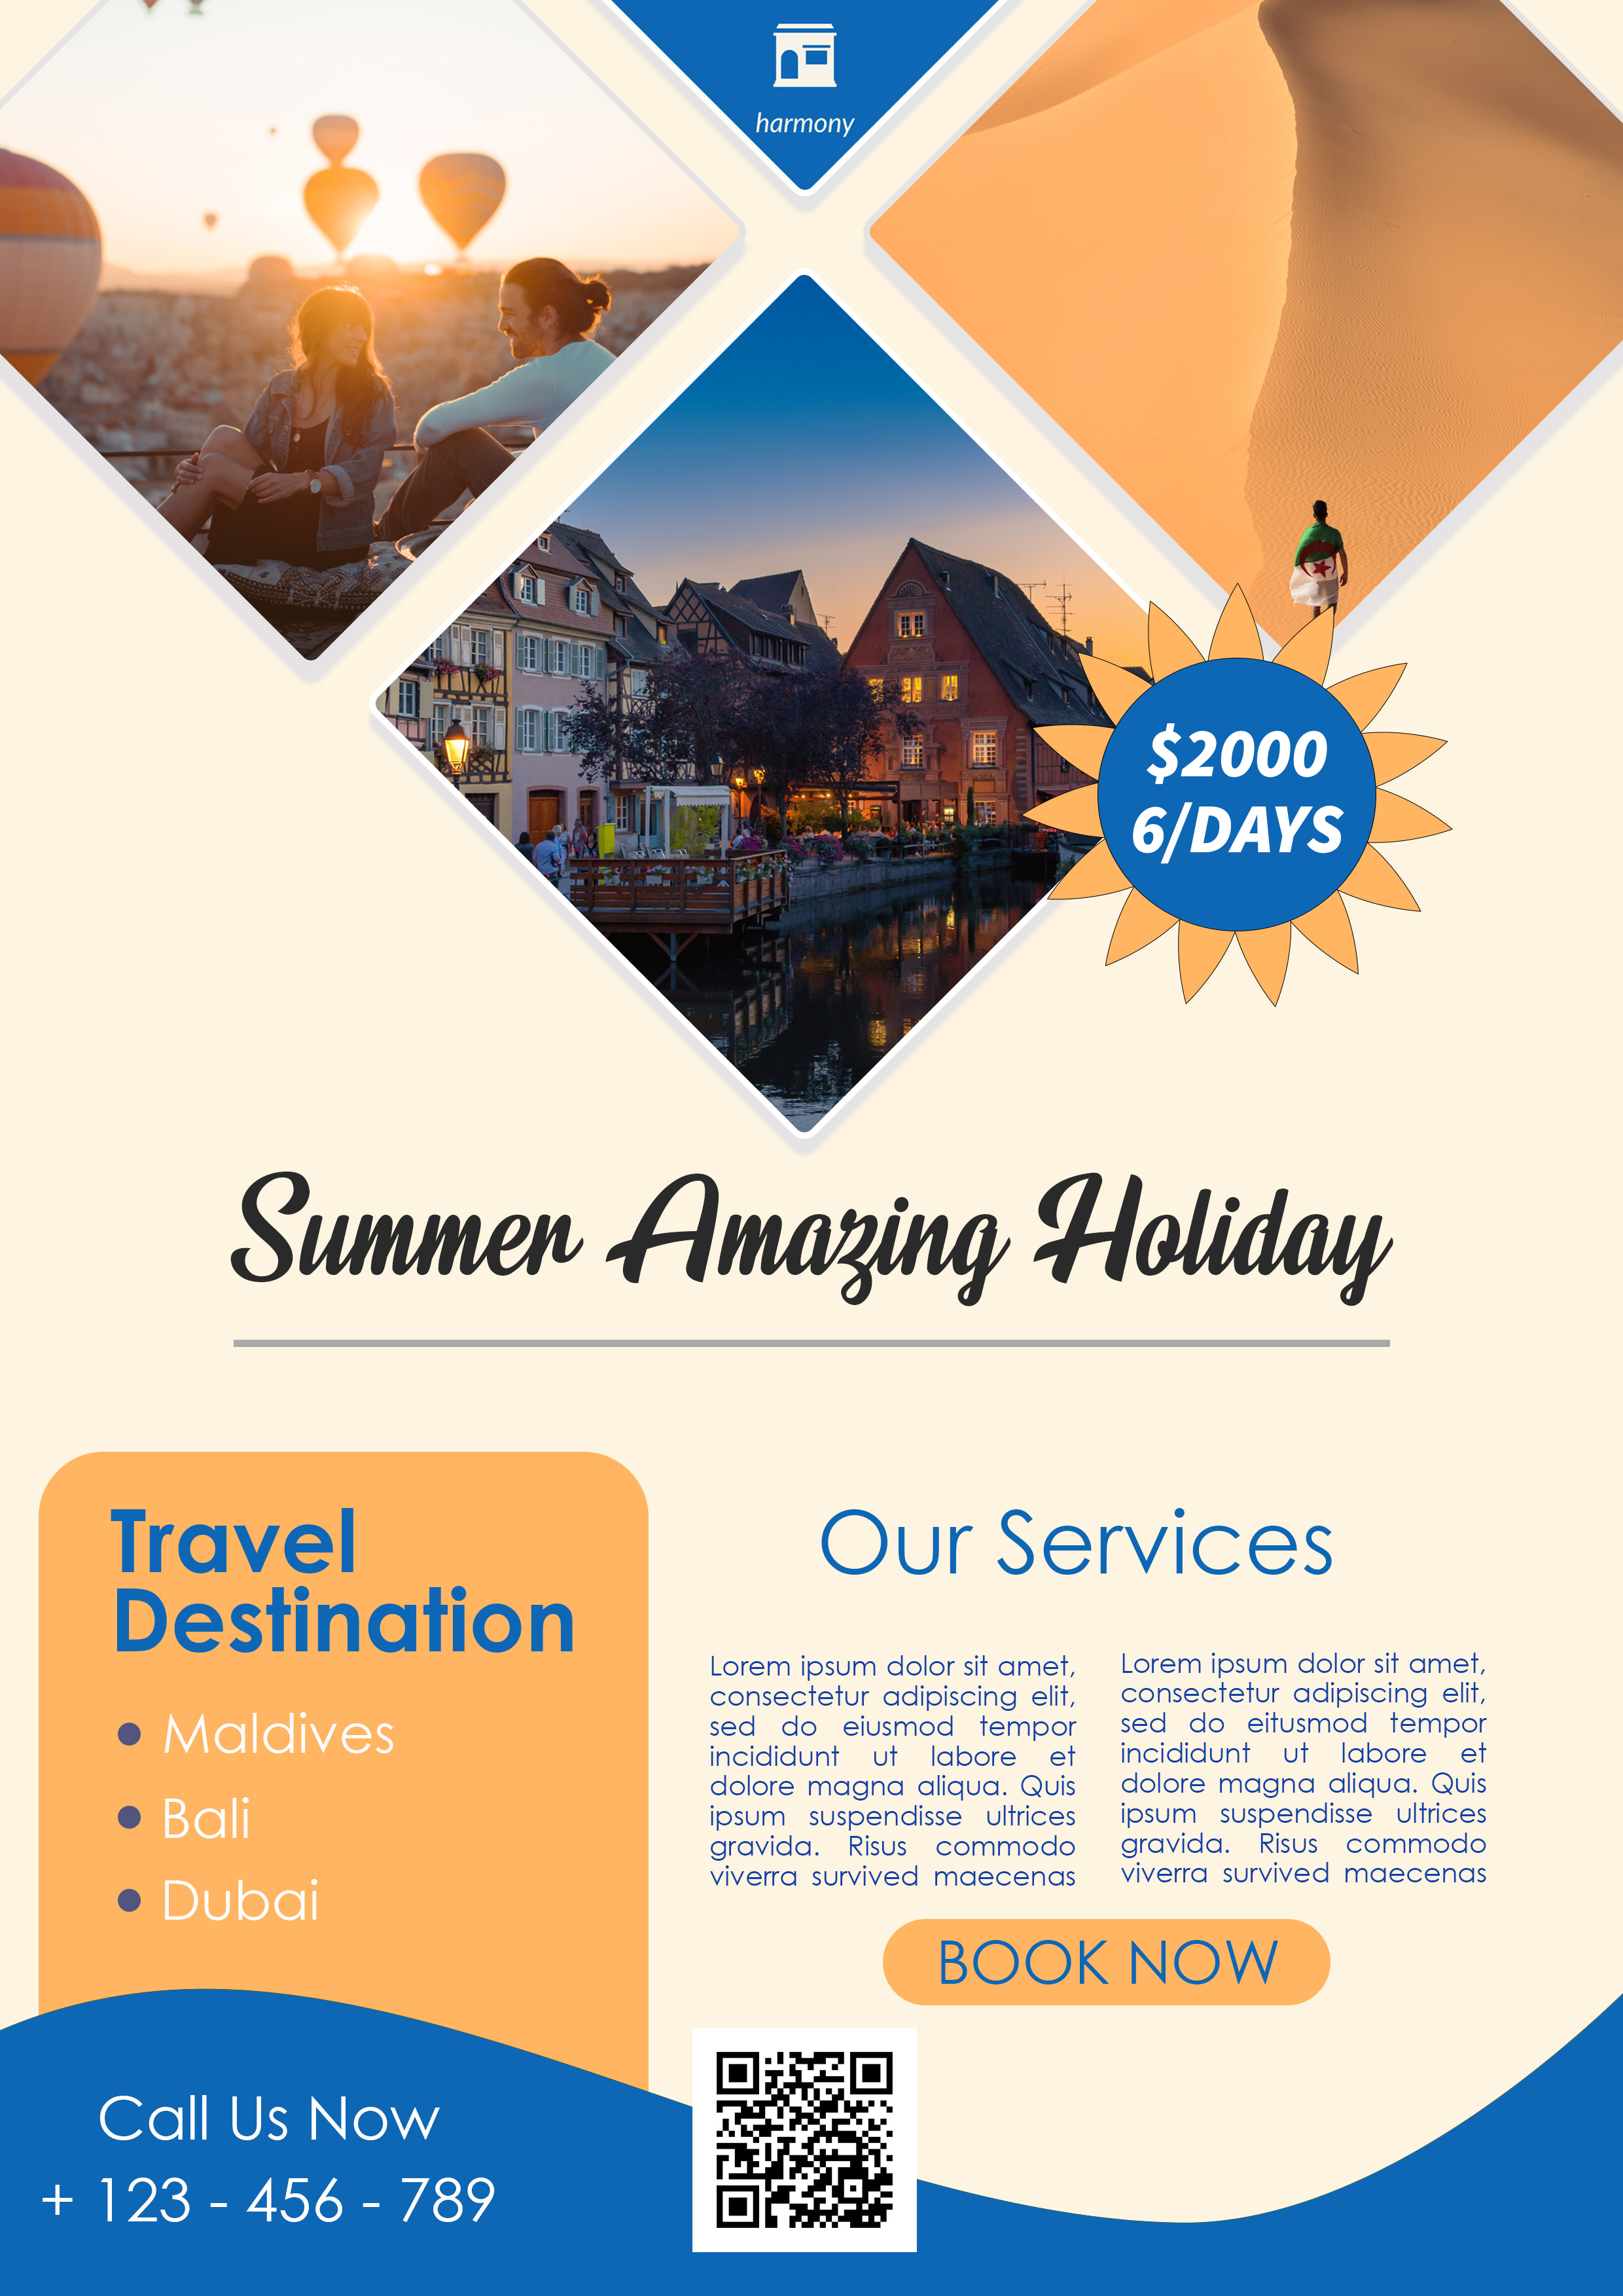 harmony
$2000
6/DAYS
Summer Amazing Holiday
Travel
Destination
Maldives
Bali
Dubai
Our Services
Lorem ipsum dolor sit amet,
consectetur adipiscing elit,
sed do eiusmod tempor
incididunt ut labore et
dolore magna aliqua. Quis
ipsum suspendisse ultrices
gravida. Risus commodo
viverra survived maecenas
Lorem ipsum dolor sit amet,
consectetur adipiscing elit,
sed do eitusmod tempor
incididunt ut labore et
dolore magna aliqua. Quis
ipsum suspendisse ultrices
gravida. Risus commodo
viverra survived maecenas
BOOK NOW
Call Us Now
+ 123 - 456 - 789